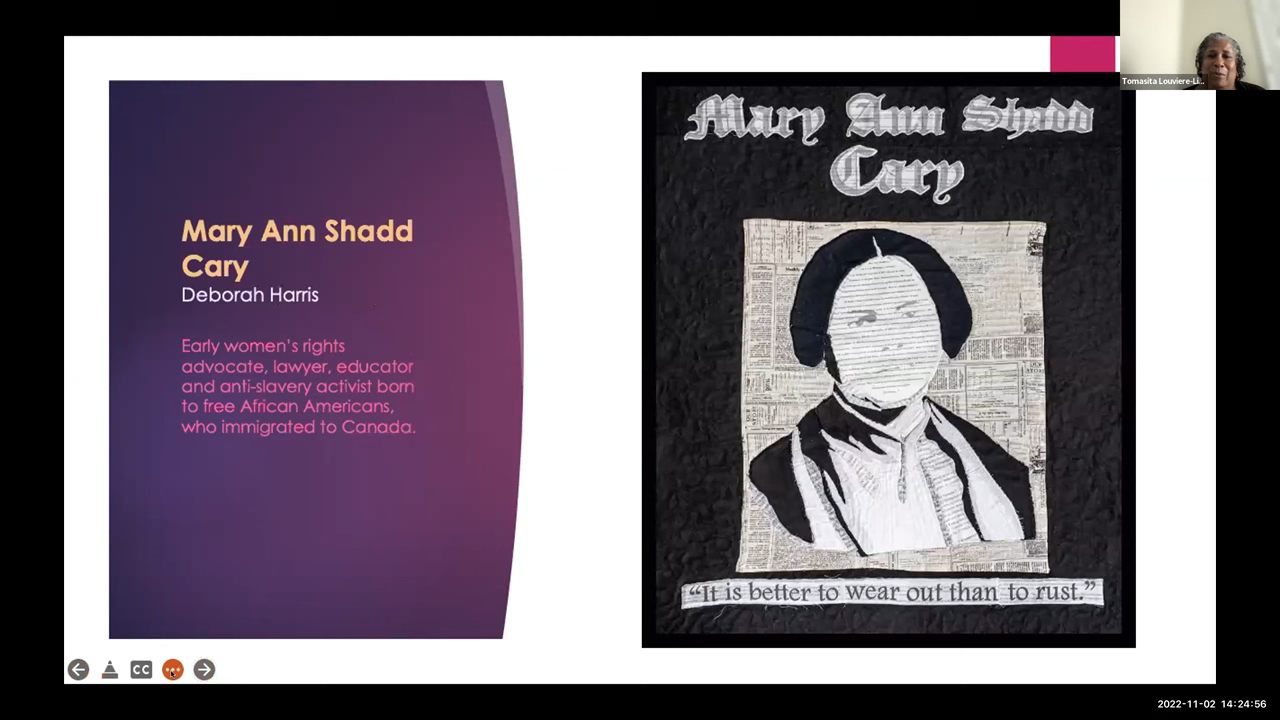 Mary Ann Shadd
Cary
Deborah Harris
Early women's rights
advocate, lawyer, educator
and anti-slavery activist born
to free African Americans,
who immigrated to Canada.
Mary Ann Shadd
Cary
“It is better to wear out than to rust.”
Tomasita Louviere-Li...
CC
2022-11-02 14:24:56